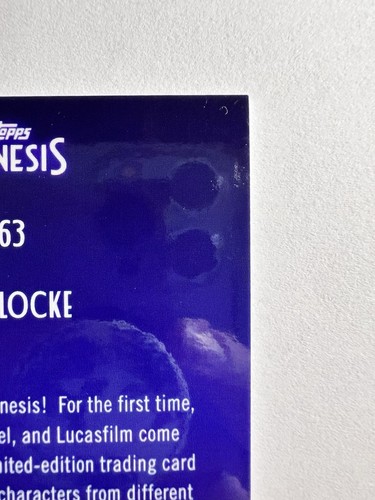 Topps
NESIS
63
LOCKE
nesis! For the first time,
el, and Lucasfilm come
nited-edition trading card
characters from different